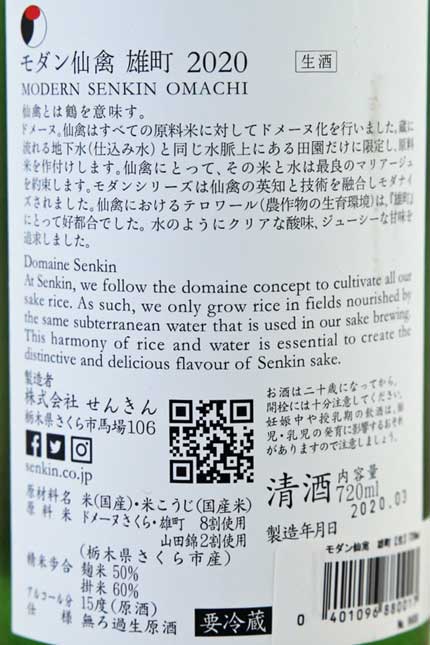 モダン仙禽 雄町 2020
生酒
MODERN SENKIN OMACHI
仙禽とは鶴を意味す。
ドメーヌ。仙禽はすべての原料米に対してドメーヌ化を行いました。蔵に
流れる地下水(仕込み水)と同じ水脈上にある田園だけに限定し、原料
米を作付けします。仙禽にとって、その米と水は最良のマリアージュ
を約束します。モダンシリーズは仙禽の英知と技術を融合しモダナイ
ズされました。仙禽におけるテロワール(農作物の生育環境)は、『雄町』
にとって好都合でした。水のようにクリアな酸味、ジューシーな甘味を
追求しました。
Domaine Senkin
At Senkin, we follow the domaine concept to cultivate all our
sake rice. As such, we only grow rice in fields nourished by
the same subterranean water that is used in our sake brewing.
This harmony of rice and water is essential to create the
distinctive and delicious flavour of Senkin sake.
製造者
株式会社 せんきん
栃木県さくら市馬場106
senkin.co.jp
お酒は二十歳になってから。
開栓には十分注意してください。
妊娠中や授乳期の飲酒は、胎
児・乳児の発育に影響するおそれ
がありますので注意しましょう。
清酒 内容量
720ml
2020.03
製造年月日
原材料名 米(国産)・米こうじ(国産米)
原料米 ドメーヌさくら・雄町 8割使用
山田錦2割使用
(栃木県さくら市産)
精米歩合 麹米 50%
掛米 60%
アルコール分 15度(原酒)
仕様 無ろ過生原酒
要冷蔵
モダン仙禽 雄町
0 401096 88001